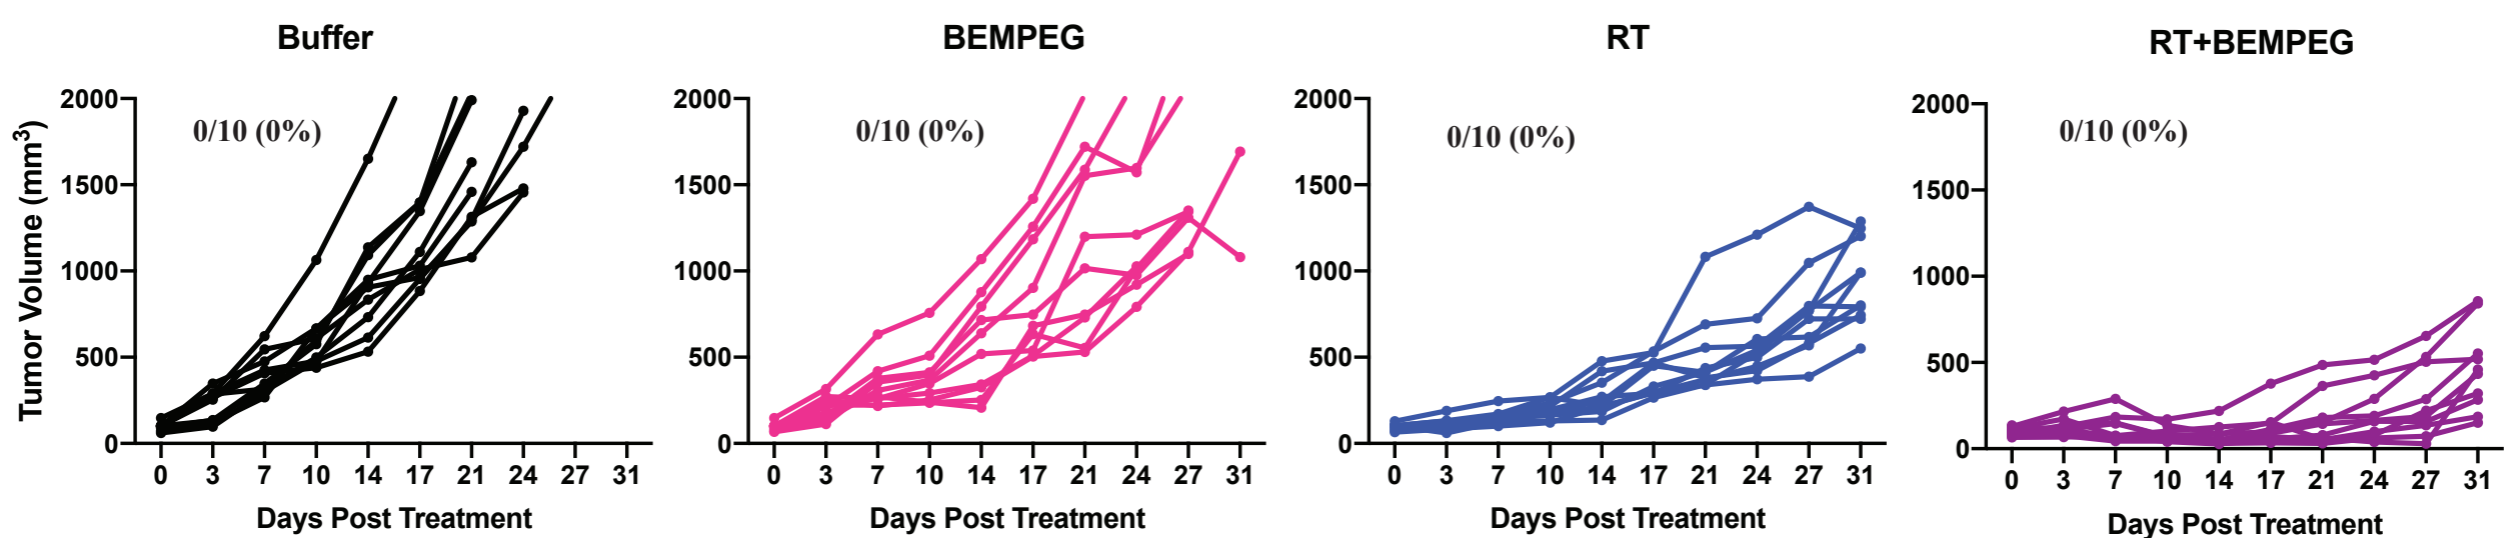 Buffer
BEMPEG
RT
RT+BEMPEG
Tumor Volume (mm³)
2000
1500
1000
500
0
0/10 (0%)
0 3 7 10 14 17 21 24 27 31
Days Post Treatment
2000
1500
1000
500
0
0/10 (0%)
0 3 7 10 14 17 21 24 27 31
Days Post Treatment
2000
1500
1000
500
0
0/10 (0%)
0 3 7 10 14 17 21 24 27 31
Days Post Treatment
2000
1500
1000
500
0
0/10 (0%)
0 3 7 10 14 17 21 24 27 31
Days Post Treatment